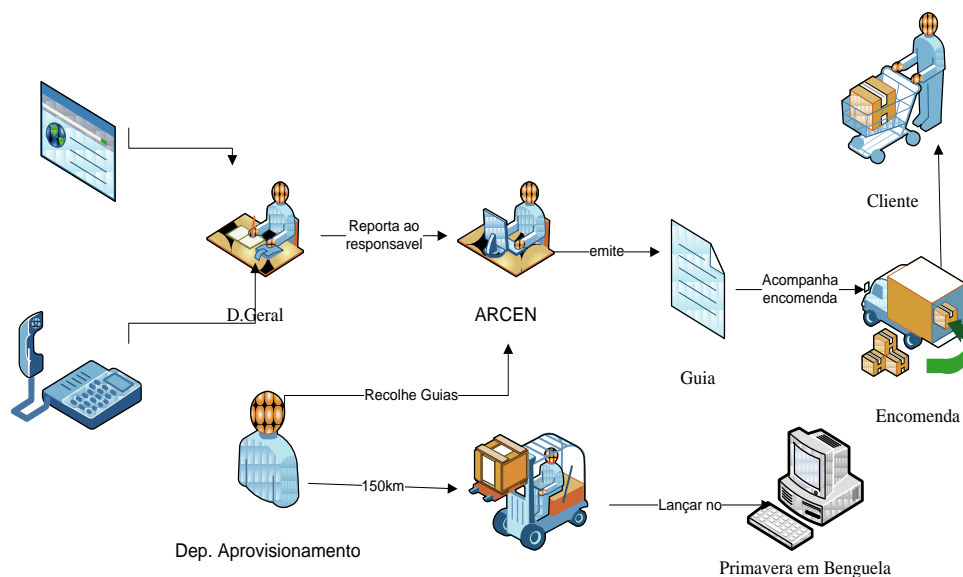 Cliente
Reporta ao
responsavel
emite
Acompanha
encomenda
D.Geral
ARCEN
Guia
Encomenda
Recolhe Guias
150km
Lançar no
Dep. Aprovisionamento
Primavera em Benguela